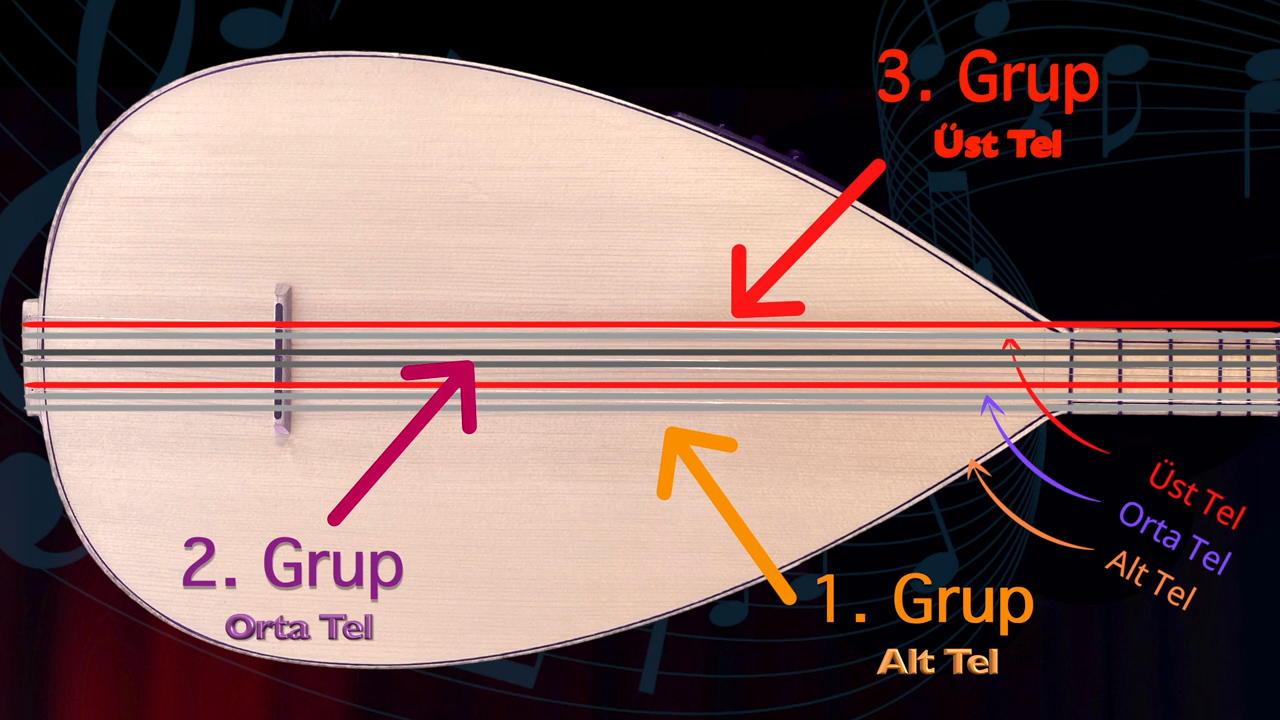 3. Grup
Üst Tel
Üst Tel
Orta Tel
Alt Tel
2. Grup
Orta Tel
1. Grup
Alt Tel